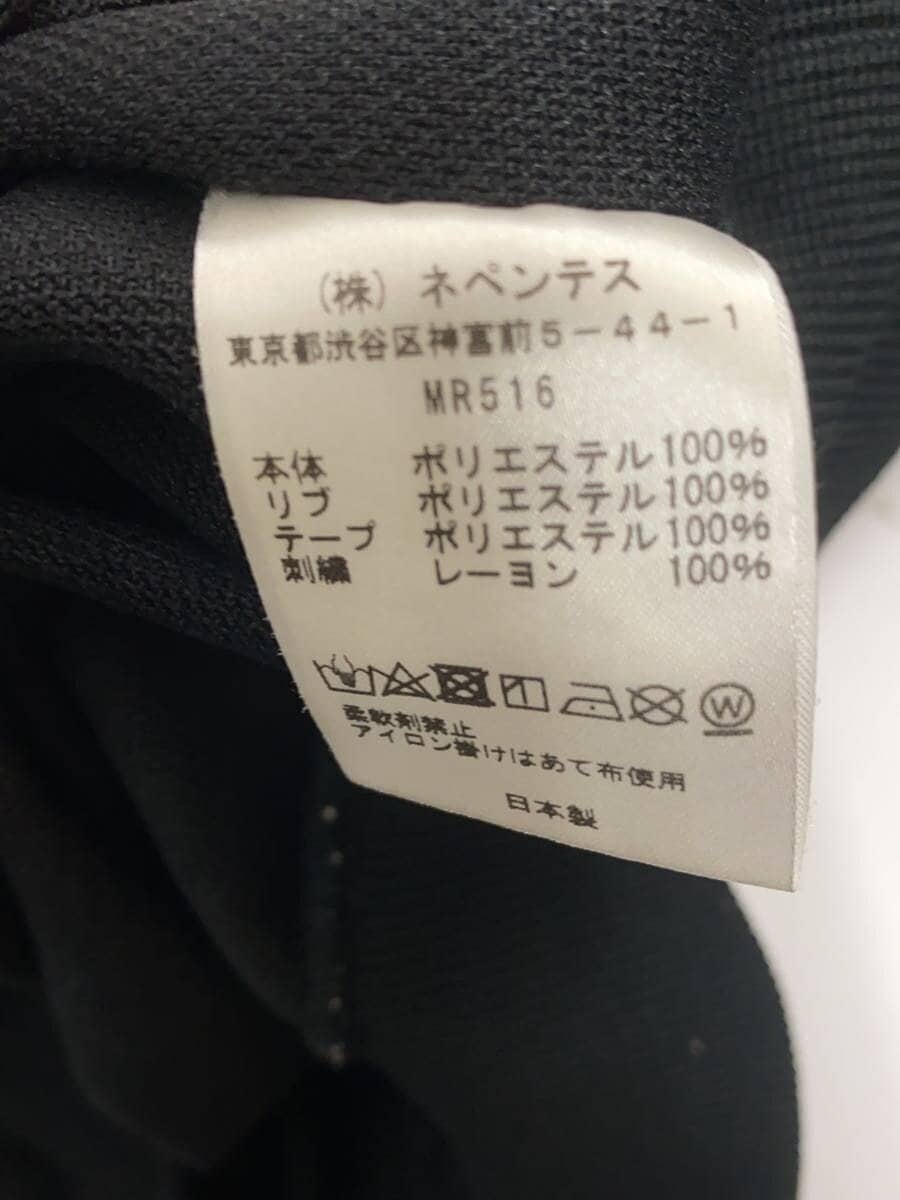 (株) ネペンテス
東京都渋谷区神宮前5-44-1
MR516
本体 ポリエステル100%
リブ ポリエステル100%
テープ ポリエステル100%
刺繍 レーヨン 100%
W
柔軟剤禁止
アイロン掛けはあて布使用
日本製